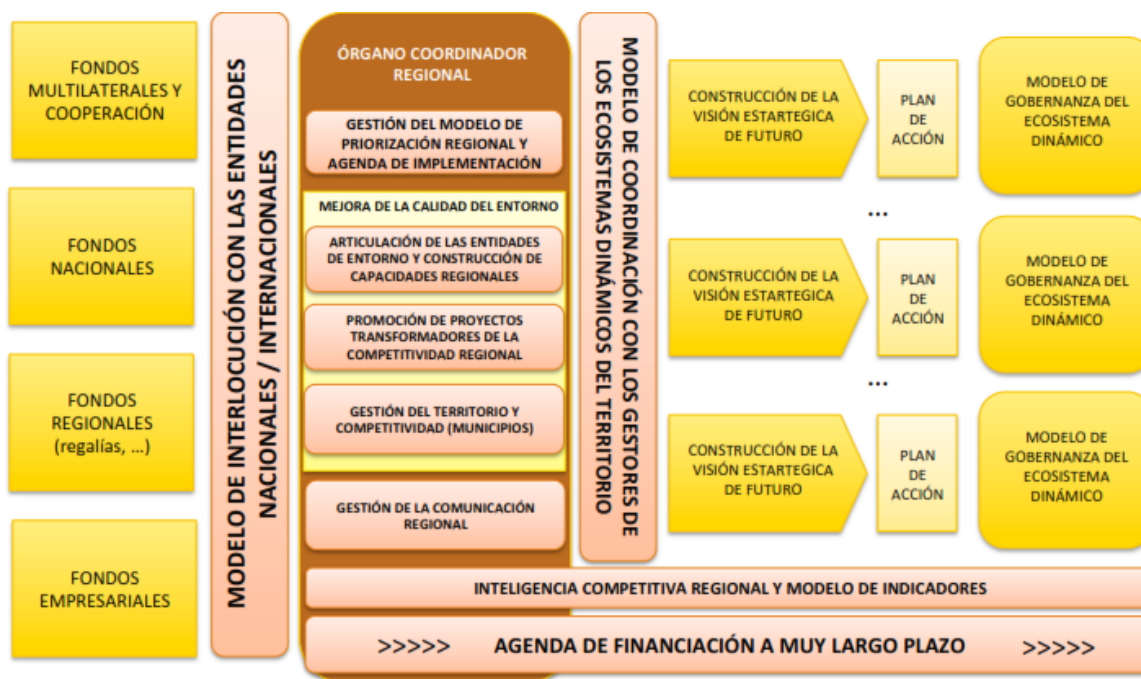 FONDOS
MULTILATERALES Y
COOPERACIÓN
FONDOS
NACIONALES
FONDOS
REGIONALES
(regalías, ...)
FONDOS
EMPRESARIALES
MODELO DE INTERLOCUCIÓN CON LAS ENTIDADES
NACIONALES / INTERNACIONALES
ÓRGANO COORDINADOR
REGIONAL
GESTIÓN DEL MODELO DE
PRIORIZACIÓN REGIONAL Y
AGENDA DE IMPLEMENTACIÓN
MEJORA DE LA CALIDAD DEL ENTORNO
ARTICULACIÓN DE LAS ENTIDADES
DE ENTORNO Y CONSTRUCCIÓN DE
CAPACIDADES REGIONALES
PROMOCIÓN DE PROYECTOS
TRANSFORMADORES DE LA
COMPETITIVIDAD REGIONAL
GESTIÓN DEL TERRITORIO Y
COMPETITIVIDAD (MUNICIPIOS)
GESTIÓN DE LA COMUNICACIÓN
REGIONAL
MODELO DE COORDINACIÓN CON LOS GESTORES DE
LOS ECOSISTEMAS DINÁMICOS DEL TERRITORIO
CONSTRUCCIÓN DE LA
VISIÓN ESTARTEGICA
DE FUTURO
PLAN
DE
ACCIÓN
MODELO DE
GOBERNANZA DEL
ECOSISTEMA
DINÁMICO
...
CONSTRUCCIÓN DE LA
VISIÓN ESTARTEGICA
DE FUTURO
PLAN
DE
ACCIÓN
MODELO DE
GOBERNANZA DEL
ECOSISTEMA
DINÁMICO
...
CONSTRUCCIÓN DE LA
VISIÓN ESTARTEGICA
DE FUTURO
PLAN
DE
ACCIÓN
MODELO DE
GOBERNANZA DEL
ECOSISTEMA
DINÁMICO
INTELIGENCIA COMPETITIVA REGIONAL Y MODELO DE INDICADORES
>>>>> AGENDA DE FINANCIACIÓN A MUY LARGO PLAZO >>>>>